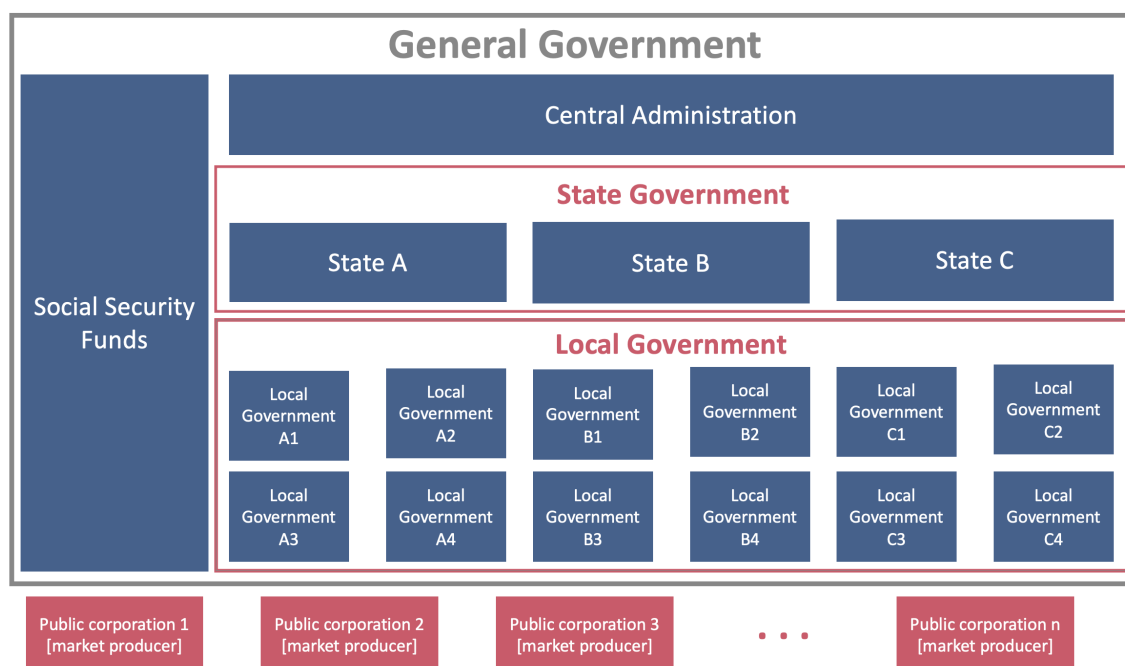 General Government
Central Administration
Social Security
Funds
State Government
State A
State B
State C
Local Government
Local
Government
A1
Local
Government
A2
Local
Government
B1
Local
Government
B2
Local
Government
C1
Local
Government
C2
Local
Government
A3
Local
Government
A4
Local
Government
B3
Local
Government
B4
Local
Government
C3
Local
Government
C4
Public corporation 1
[market producer]
Public corporation 2
[market producer]
Public corporation 3
[market producer]
...
Public corporation n
[market producer]